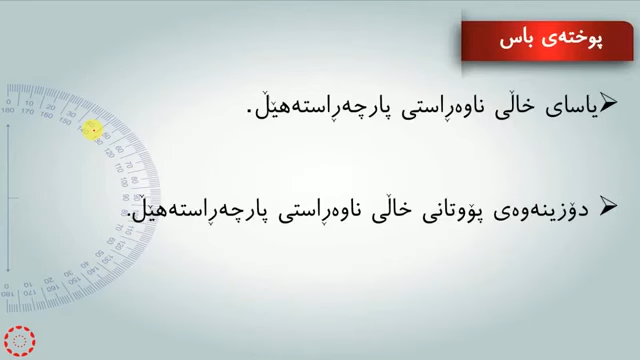 پوختەی باس
یاسای خاڵی ناوەڕاستی پارچەڕاستەهێڵ.
دۆزینەوەی پۆوتانی خاڵی ناوەڕاستی پارچەڕاستەهێڵ.